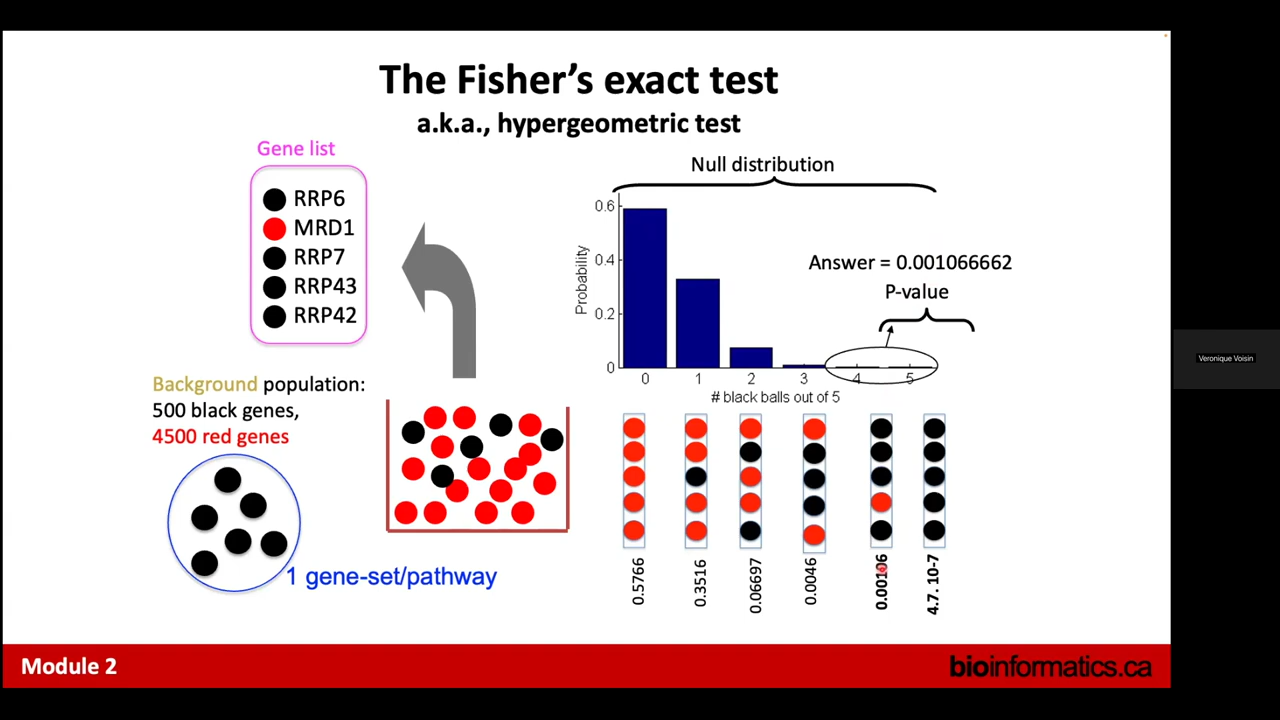 The Fisher's exact test
a.k.a., hypergeometric test
Gene list
RRP6
MRD1
RRP7
RRP43
RRP42
Background population:
500 black genes,
4500 red genes
1 gene-set/pathway
Null distribution
Probability
0.6
0.4
0.2
0
0 1 2 3 4 5
# black balls out of 5
Answer = 0.001066662
P-value
0.5766
0.3516
0.06697
0.0046
0.00106
4.7. 10-7
Veronique Voisin
Module 2
bioinformatics.ca